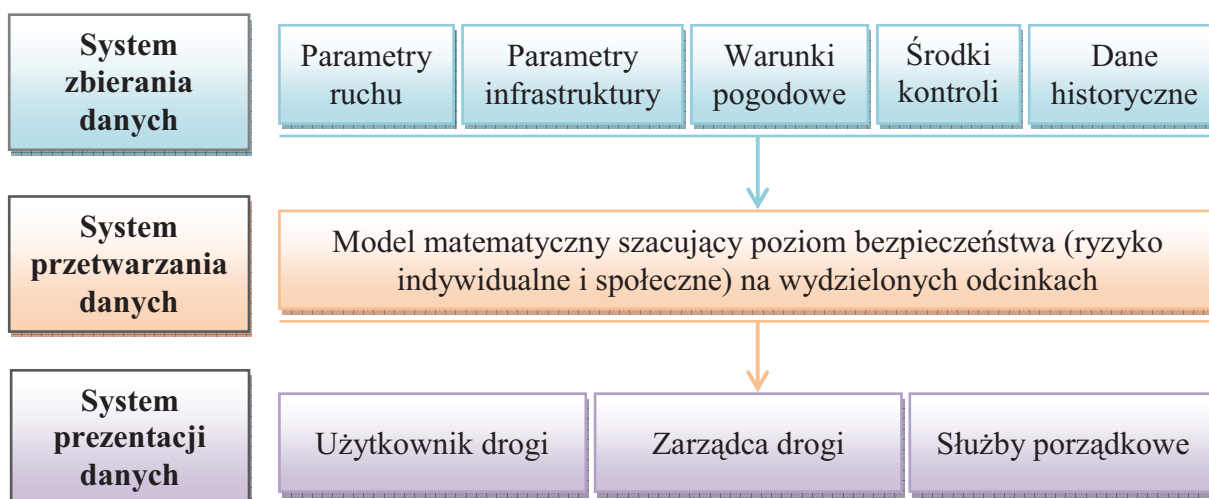 System
zbierania
danych
Parametry
ruchu
Parametry
infrastruktury
Warunki
pogodowe
Środki
kontroli
Dane
historyczne
System
przetwarzania
danych
Model matematyczny szacujący poziom bezpieczeństwa (ryzyko
indywidualne i społeczne) na wydzielonych odcinkach
System
prezentacji
danych
Użytkownik drogi
Zarządca drogi
Służby porządkowe